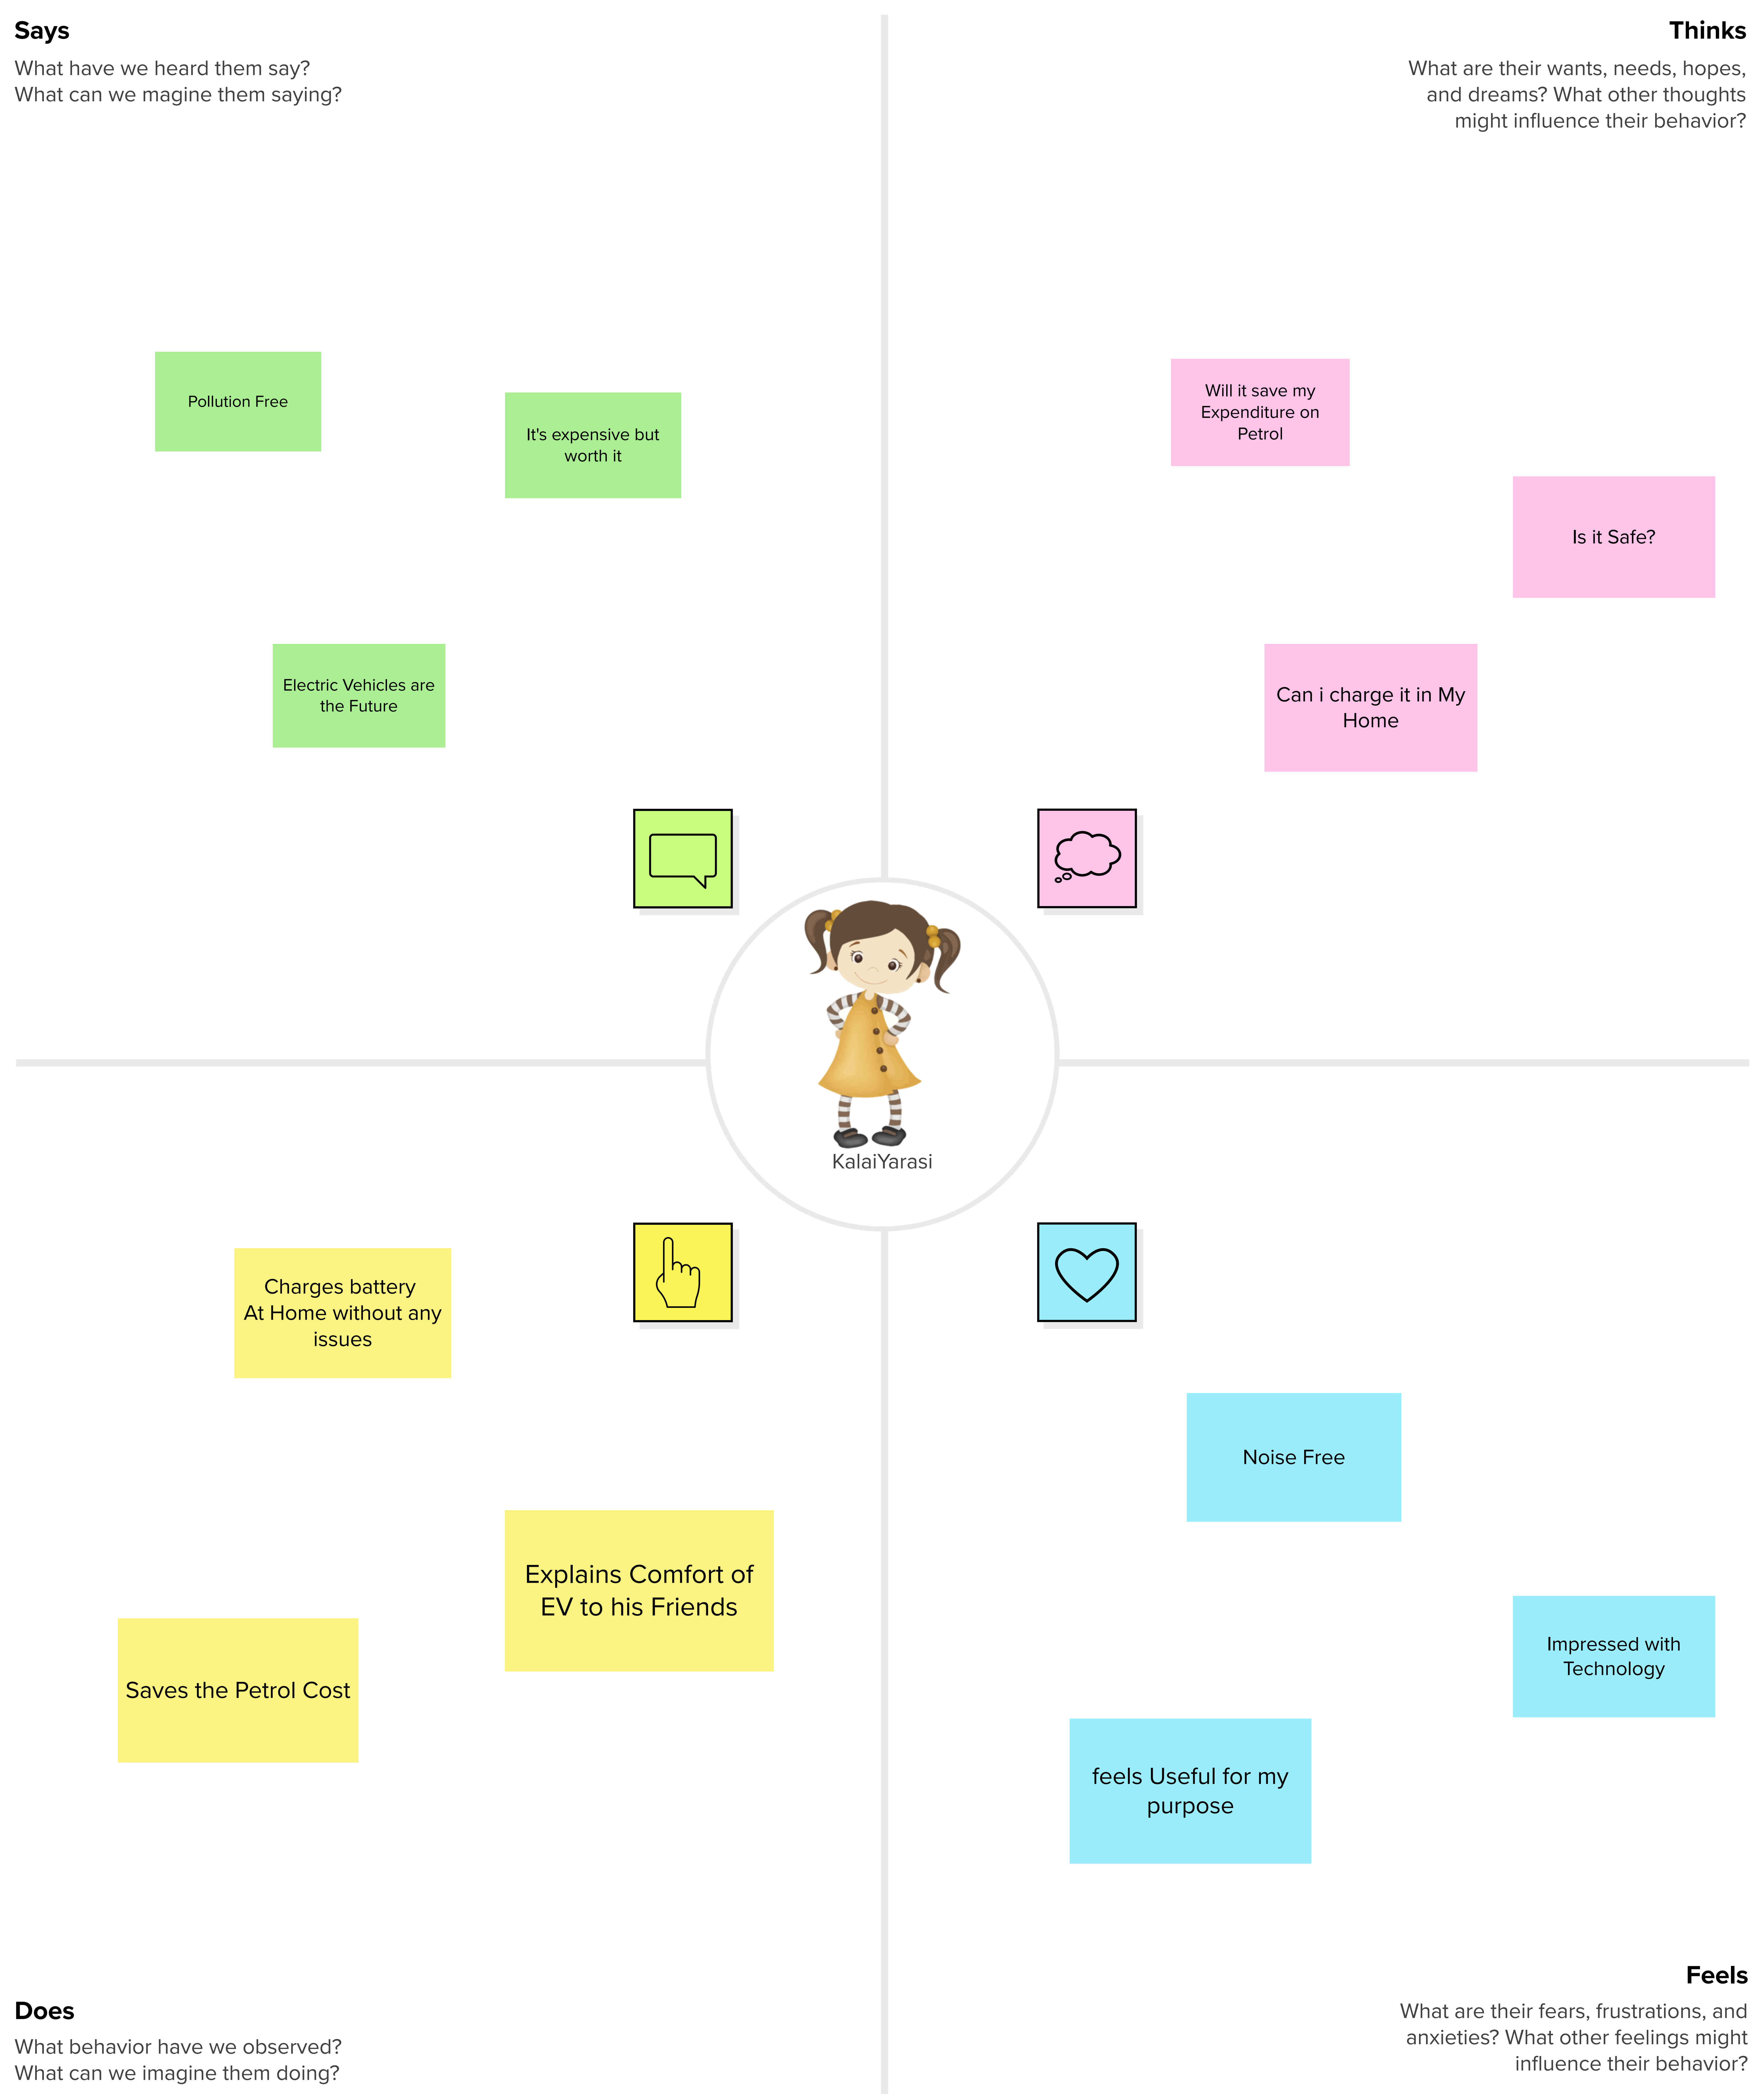 Says
What have we heard them say?
What can we magine them saying?
Thinks
What are their wants, needs, hopes,
and dreams? What other thoughts
might influence their behavior?
Pollution Free
It's expensive but
worth it
Electric Vehicles are
the Future
Will it save my
Expenditure on
Petrol
Is it Safe?
Can i charge it in My
Home
KalaiYarasi
Charges battery
At Home without any
issues
Explains Comfort of
EV to his Friends
Saves the Petrol Cost
Noise Free
Impressed with
Technology
feels Useful for my
purpose
Does
What behavior have we observed?
What can we imagine them doing?
Feels
What are their fears, frustrations, and
anxieties? What other feelings might
influence their behavior?